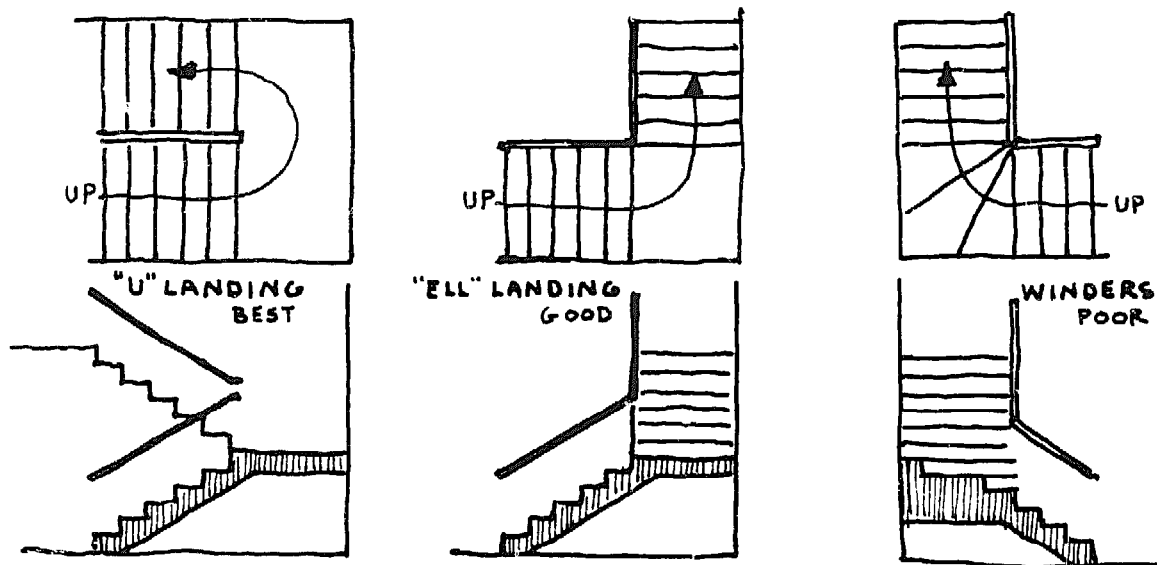 UP
UP
UP
"U" LANDING
BEST
"ELL" LANDING
GOOD
WINDERS
POOR